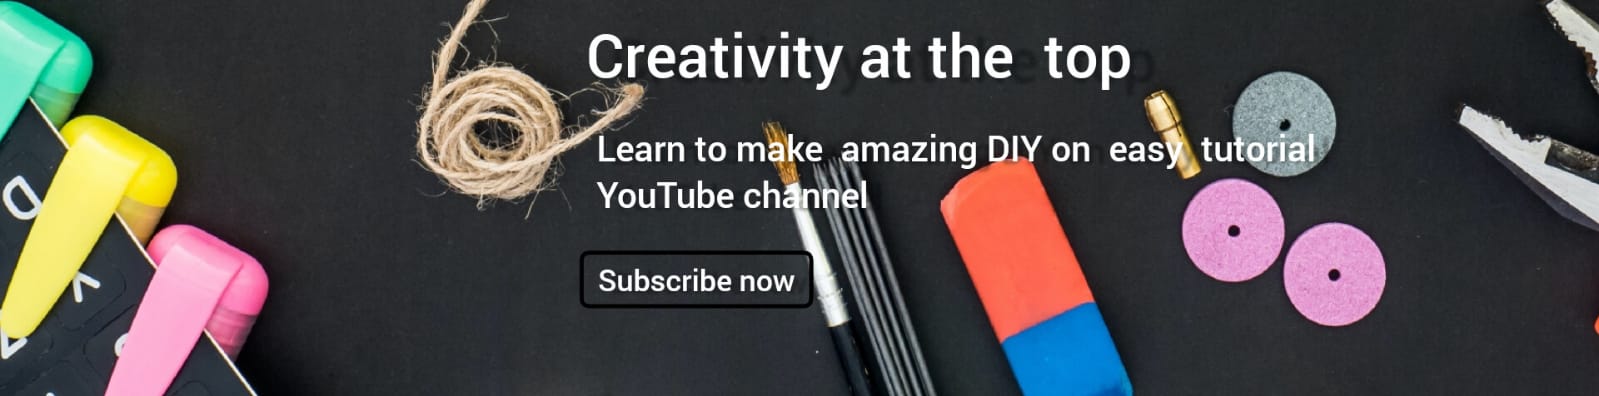 Creativity at the top
Learn to make amazing DIY on easy tutorial
YouTube channel
Subscribe now
D